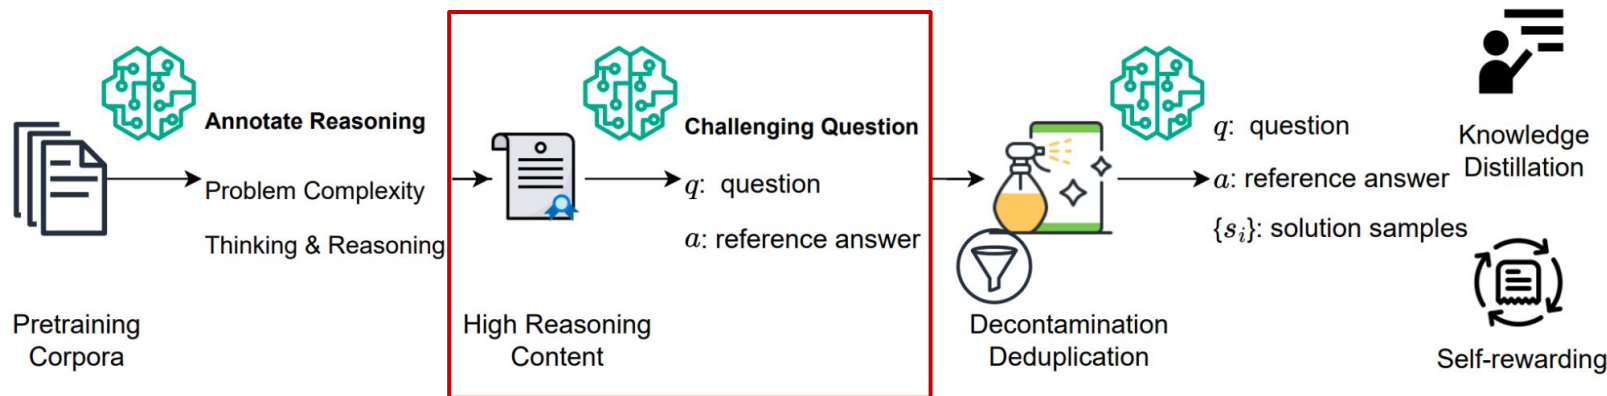 Annotate Reasoning
Problem Complexity
Thinking & Reasoning
Pretraining
Corpora
Challenging Question
q: question
a: reference answer
High Reasoning
Content
q: question
a: reference answer
{s_i}: solution samples
Decontamination
Deduplication
Knowledge
Distillation
Self-rewarding